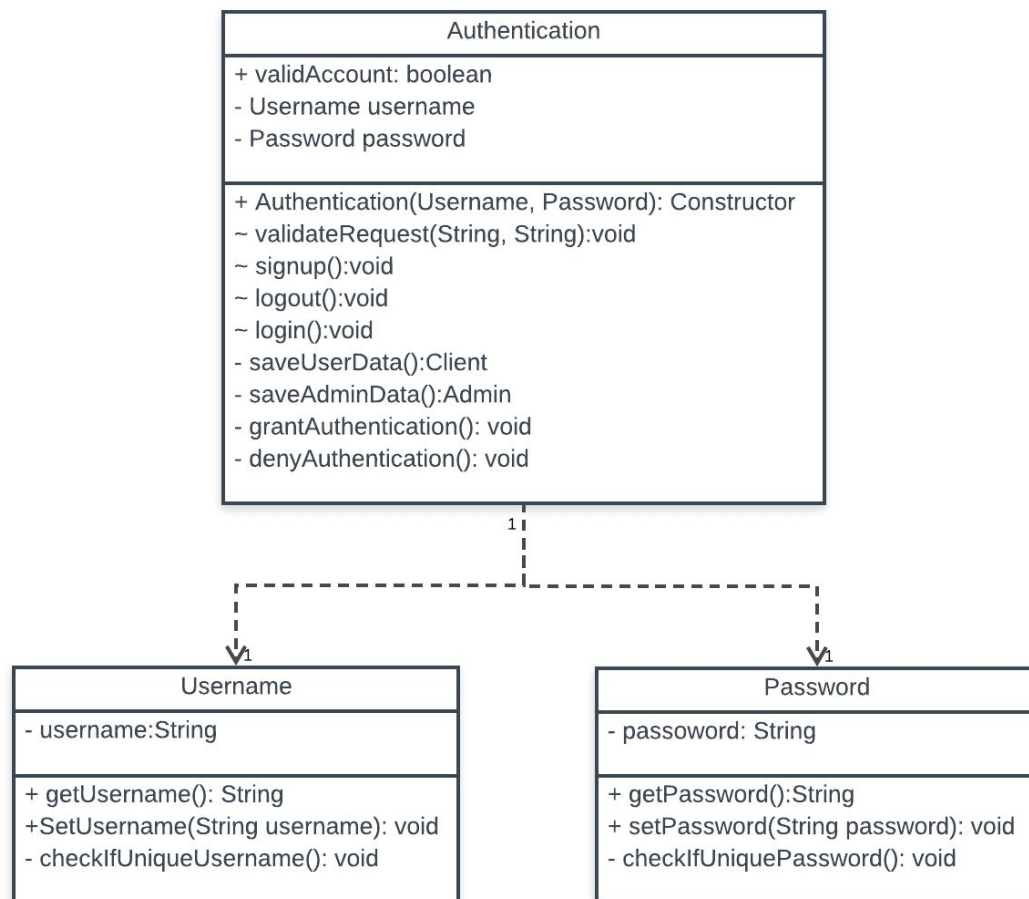 Authentication
+ validAccount: boolean
- Username username
- Password password
+ Authentication(Username, Password): Constructor
~ validateRequest(String, String):void
~ signup():void
~ logout():void
~ login():void
- saveUserData():Client
- saveAdminData():Admin
- grantAuthentication(): void
- denyAuthentication(): void
1
1
1
Username
- username:String
+ getUsername(): String
+SetUsername(String username): void
- checkIfUniqueUsername(): void
Password
- passoword: String
+ getPassword():String
+ setPassword(String password): void
- checkIfUniquePassword(): void